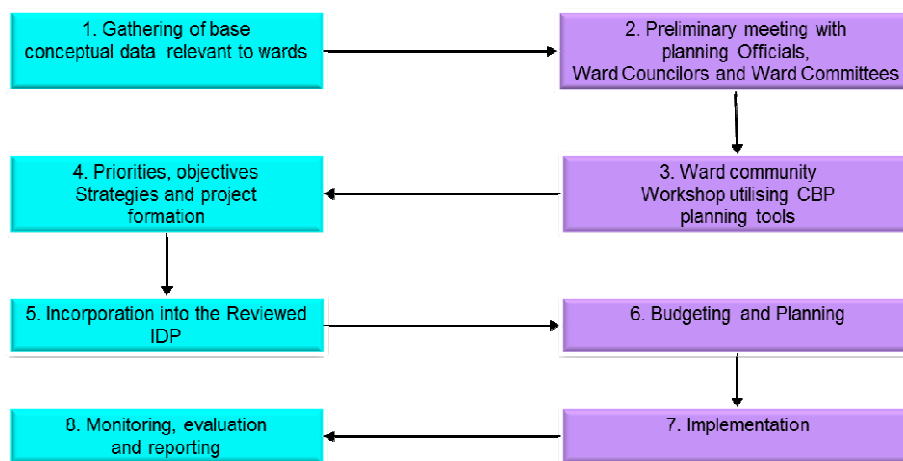 1. Gathering of base
conceptual data relevant to wards
2. Preliminary meeting with
planning Officials,
Ward Councilors and Ward Committees
3. Ward community
Workshop utilising CBP
planning tools
4. Priorities, objectives
Strategies and project
formation
5. Incorporation into the Reviewed
IDP
6. Budgeting and Planning
7. Implementation
8. Monitoring, evaluation
and reporting